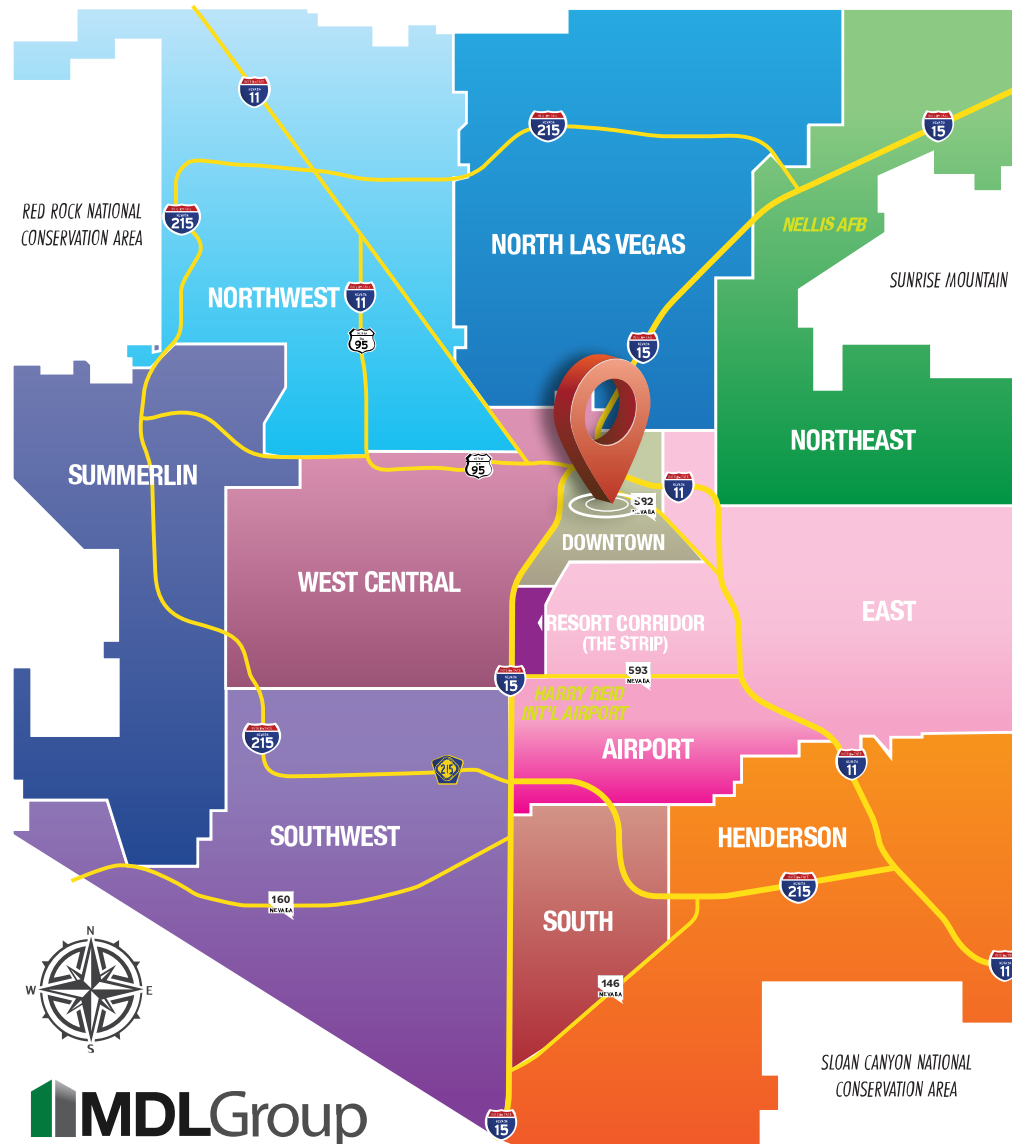 11
215
15
RED ROCK NATIONAL
CONSERVATION AREA
NEVADA
215
NELLIS AFB
NORTH LAS VEGAS
SUNRISE MOUNTAIN
NORTHWEST
11
95
15
NORTHEAST
SUMMERLIN
95
11
582
NEVADA
DOWNTOWN
WEST CENTRAL
EAST
RESORT CORRIDOR
(THE STRIP)
593
NEVADA
15
HARRY REID
INT'L AIRPORT
215
AIRPORT
11
215
SOUTHWEST
HENDERSON
215
160
NEVADA
SOUTH
N
W E
S
11
146
NEVADA
SLOAN CANYON NATIONAL
CONSERVATION AREA
MDLGroup
15